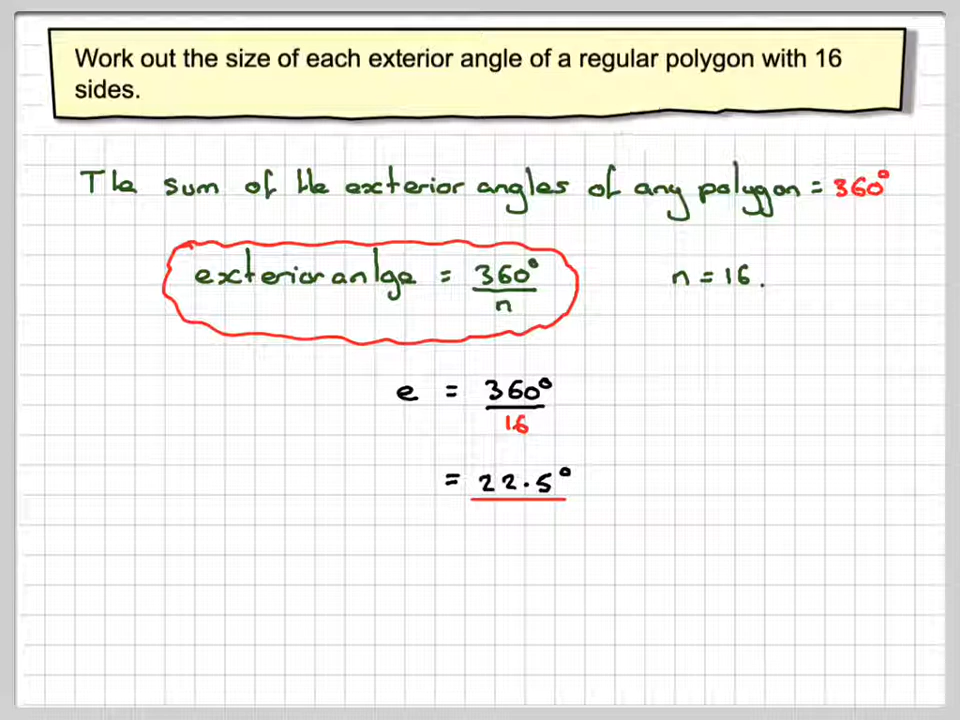 Work out the size of each exterior angle of a regular polygon with 16
sides.
The sum of the exterior angles of any polygon = 360°
exterior anlge = 360°/n n = 16.
e = 360°/16
= 22.5°